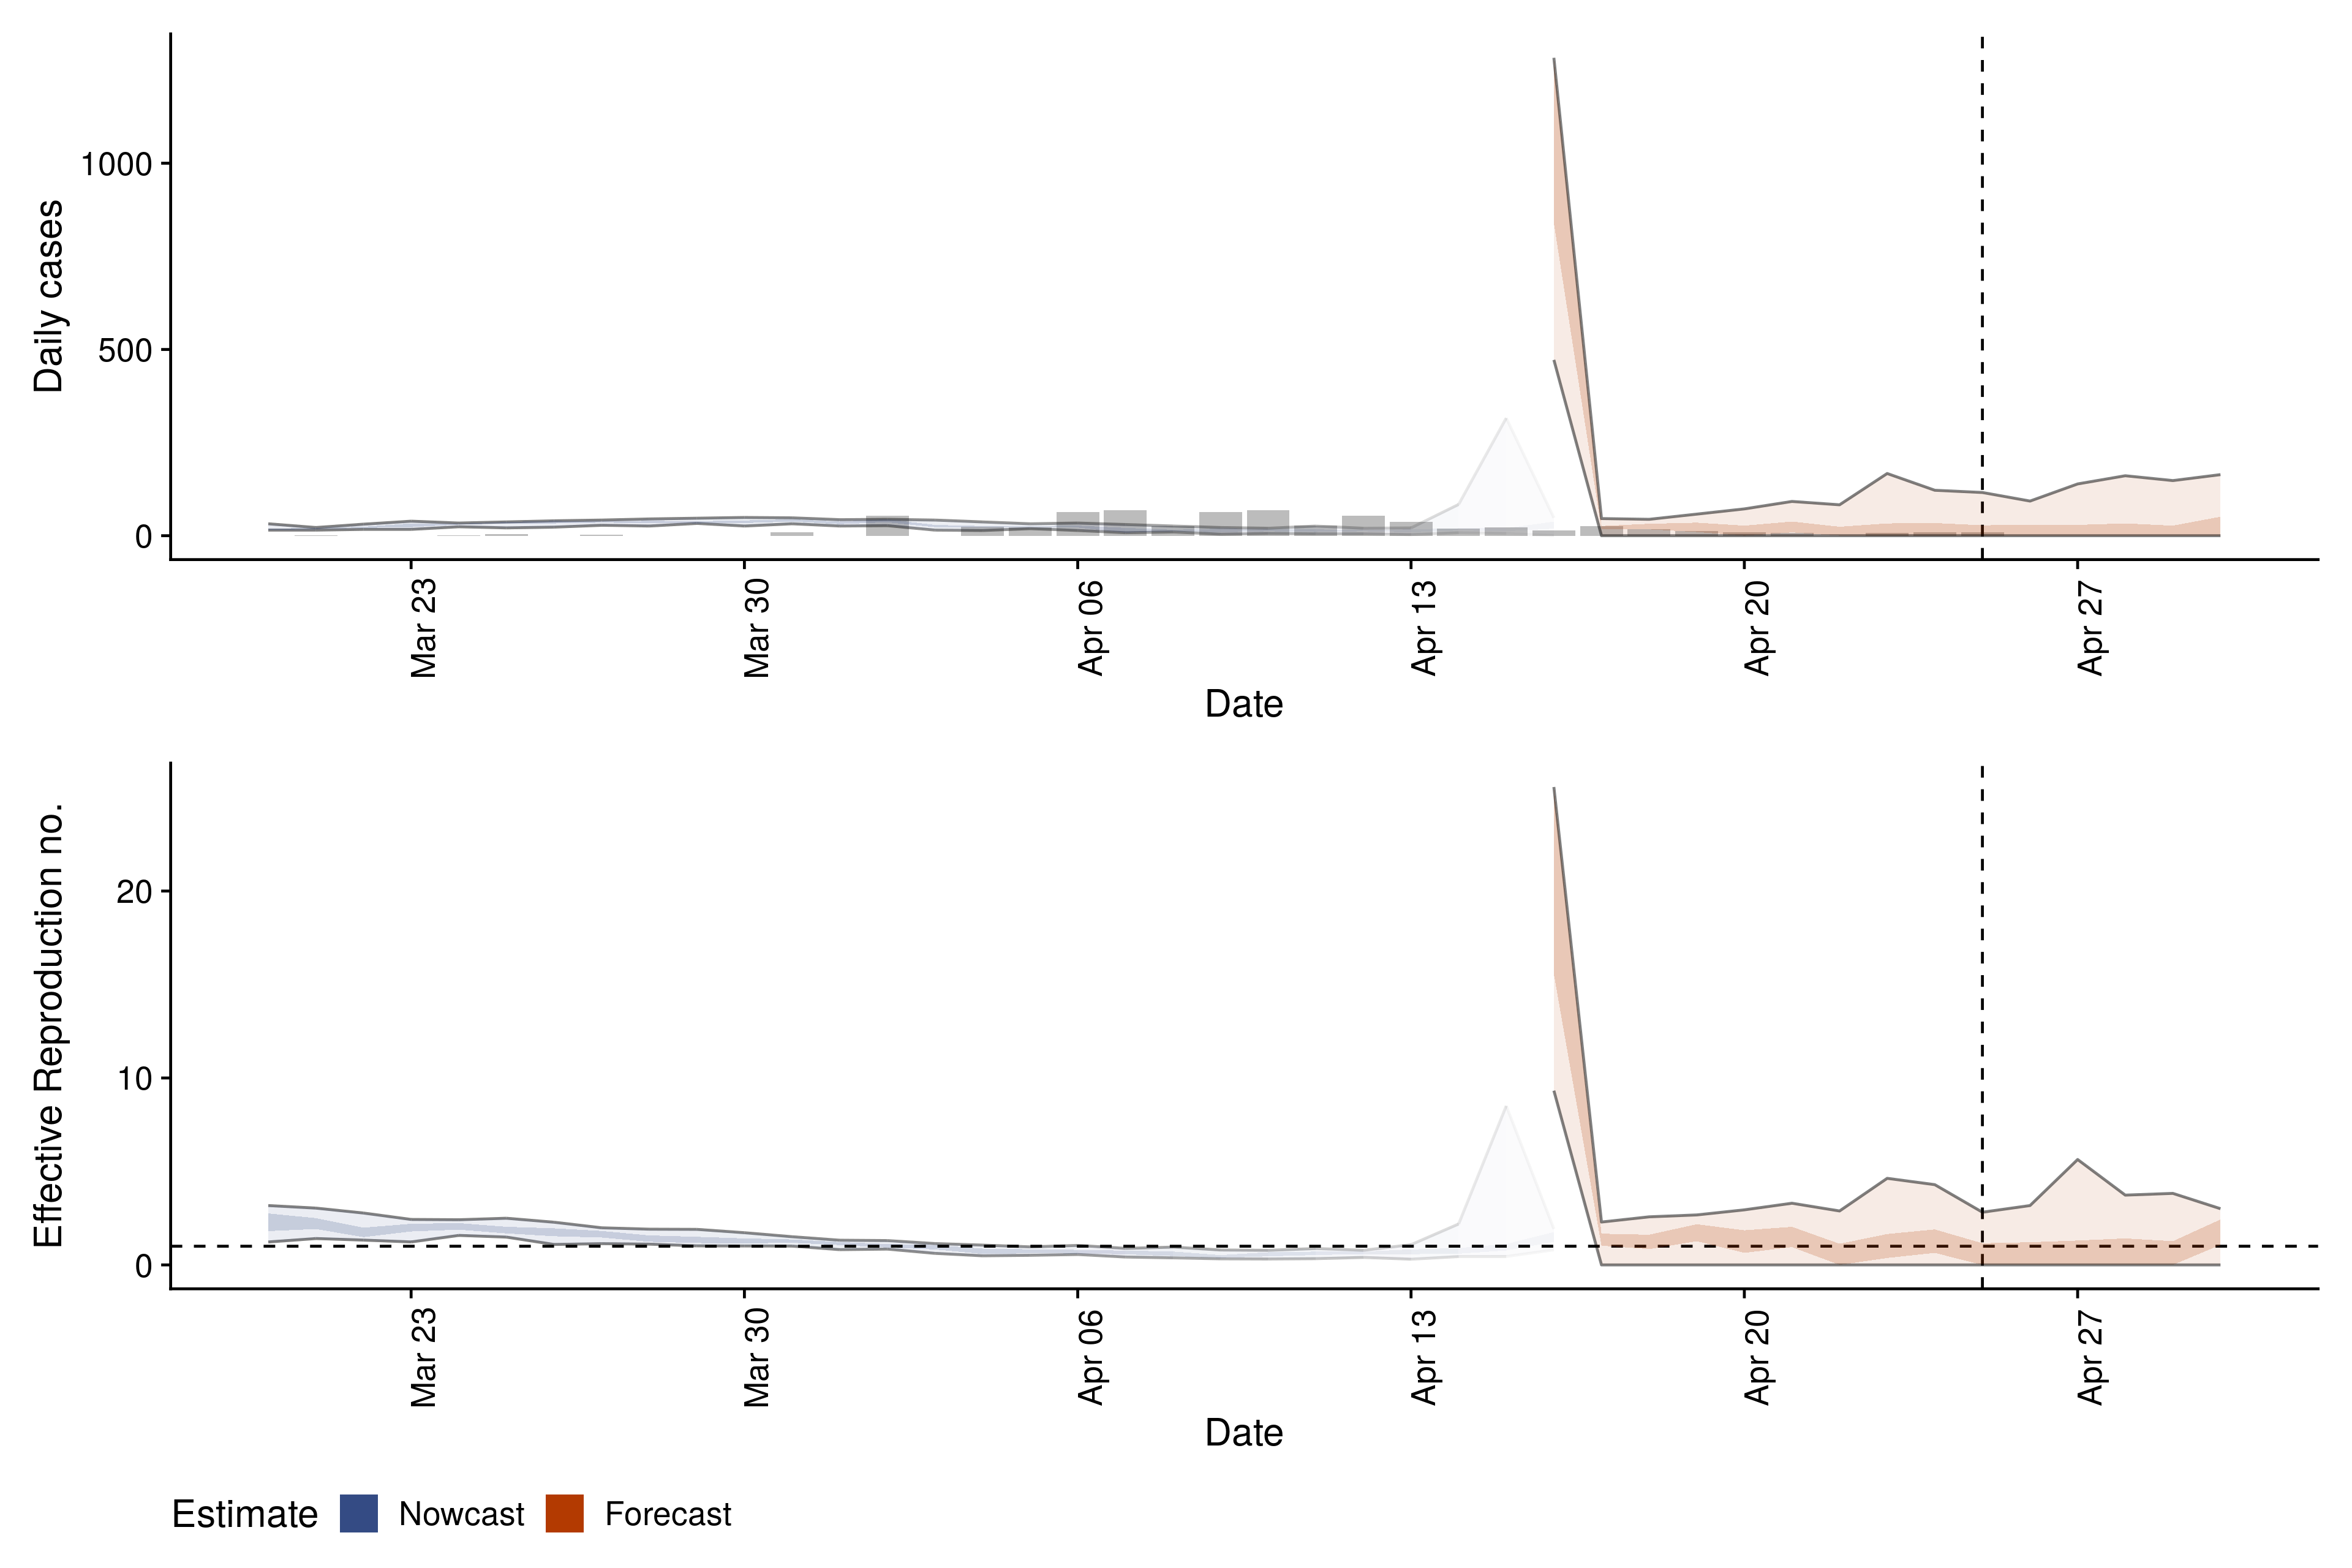 Daily cases
1000
500
0
Mar 23
Mar 30
Apr 06
Apr 13
Apr 20
Apr 27
Date
Effective Reproduction no.
20
10
0
Mar 23
Mar 30
Apr 06
Apr 13
Apr 20
Apr 27
Date
Estimate Nowcast Forecast